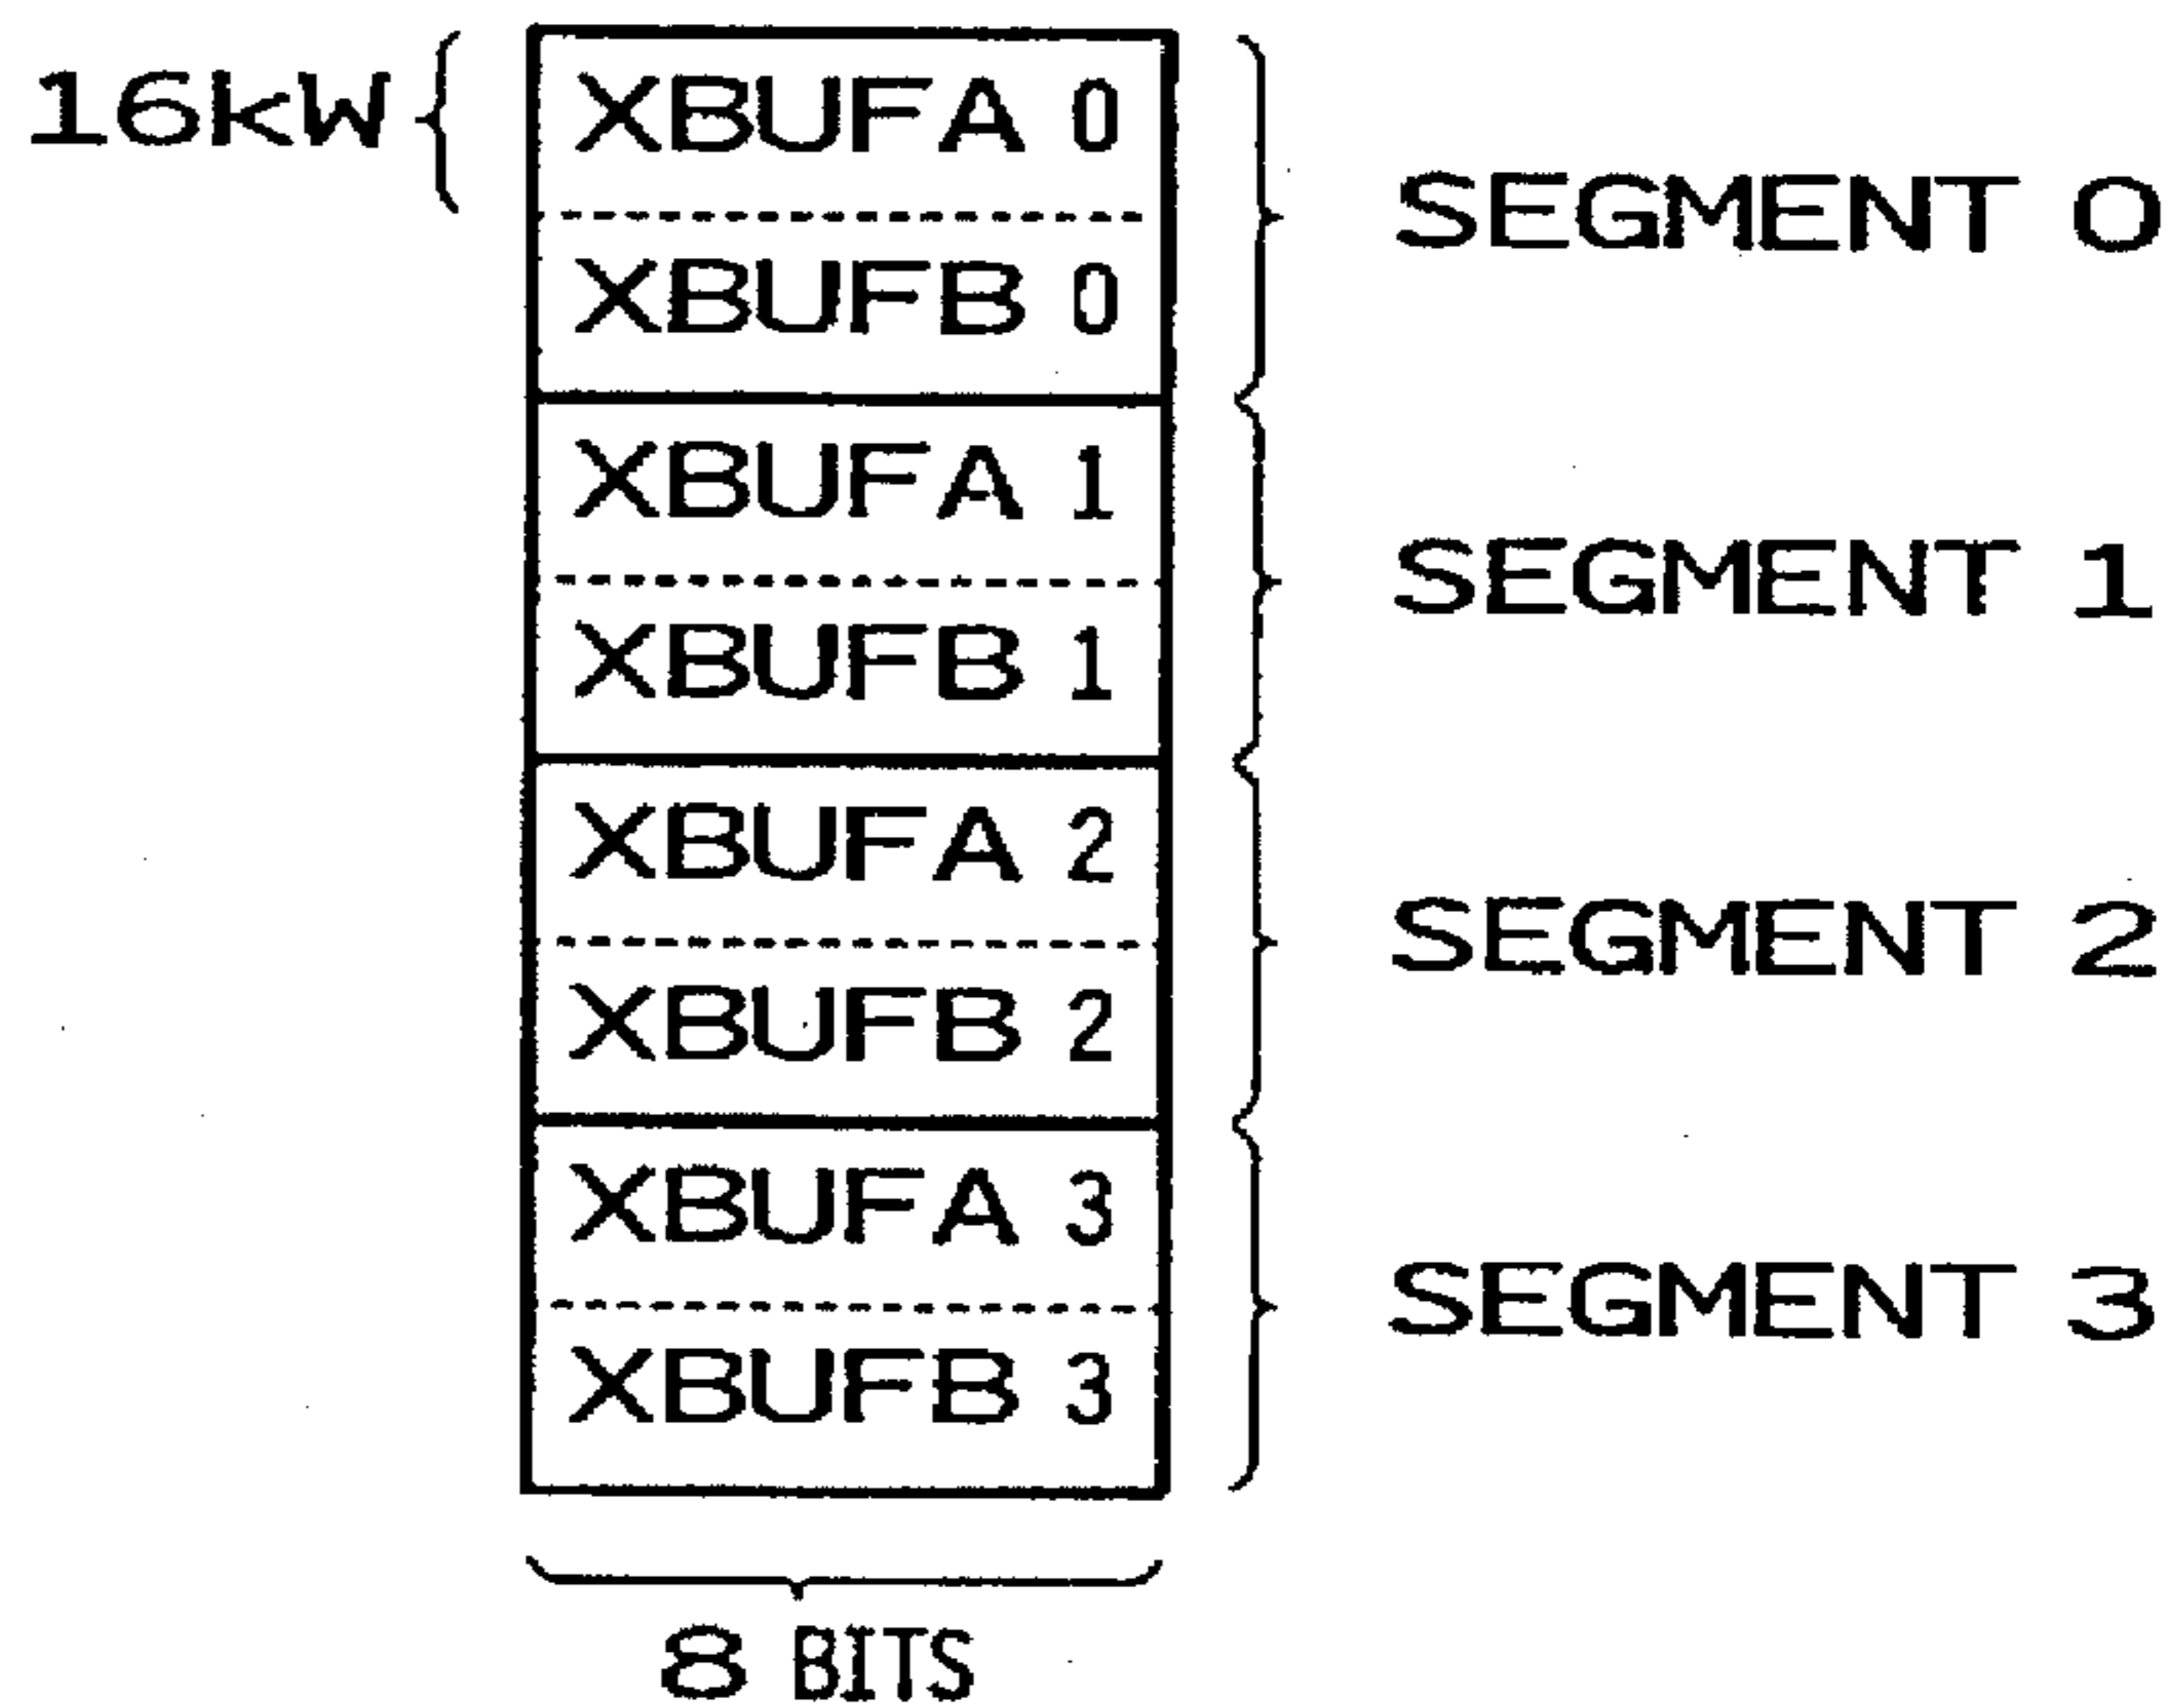 16kW
XBUFA 0
SEGMENT 0
XBUFB 0
XBUFA 1
SEGMENT 1
XBUFB 1
XBUFA 2
SEGMENT 2
XBUFB 2
XBUFA 3
SEGMENT 3
XBUFB 3
8 BITS